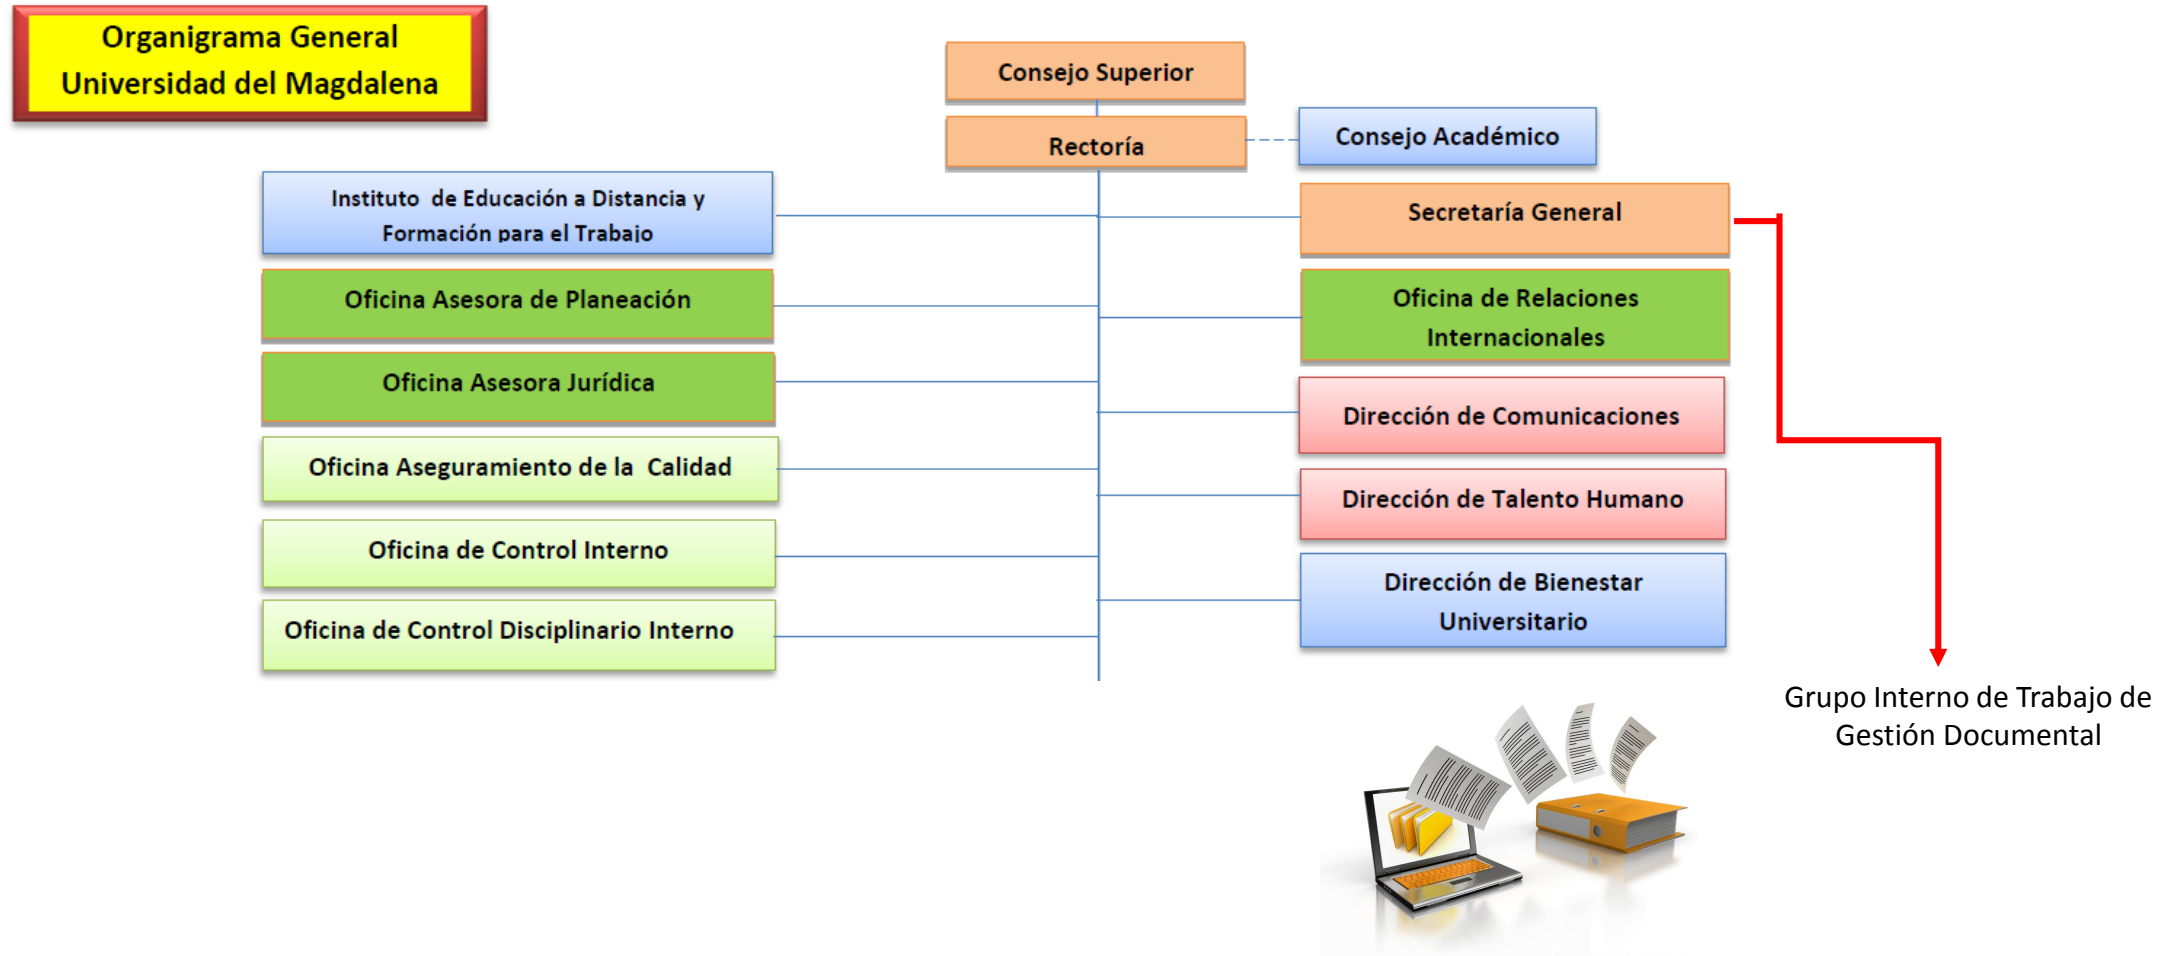 Organigrama General
Universidad del Magdalena
Consejo Superior
Rectoría
Consejo Académico
Instituto de Educación a Distancia y
Formación para el Trabajo
Secretaría General
Oficina Asesora de Planeación
Oficina de Relaciones
Internacionales
Oficina Asesora Jurídica
Dirección de Comunicaciones
Oficina Aseguramiento de la Calidad
Dirección de Talento Humano
Oficina de Control Interno
Dirección de Bienestar
Universitario
Oficina de Control Disciplinario Interno
Grupo Interno de Trabajo de
Gestión Documental